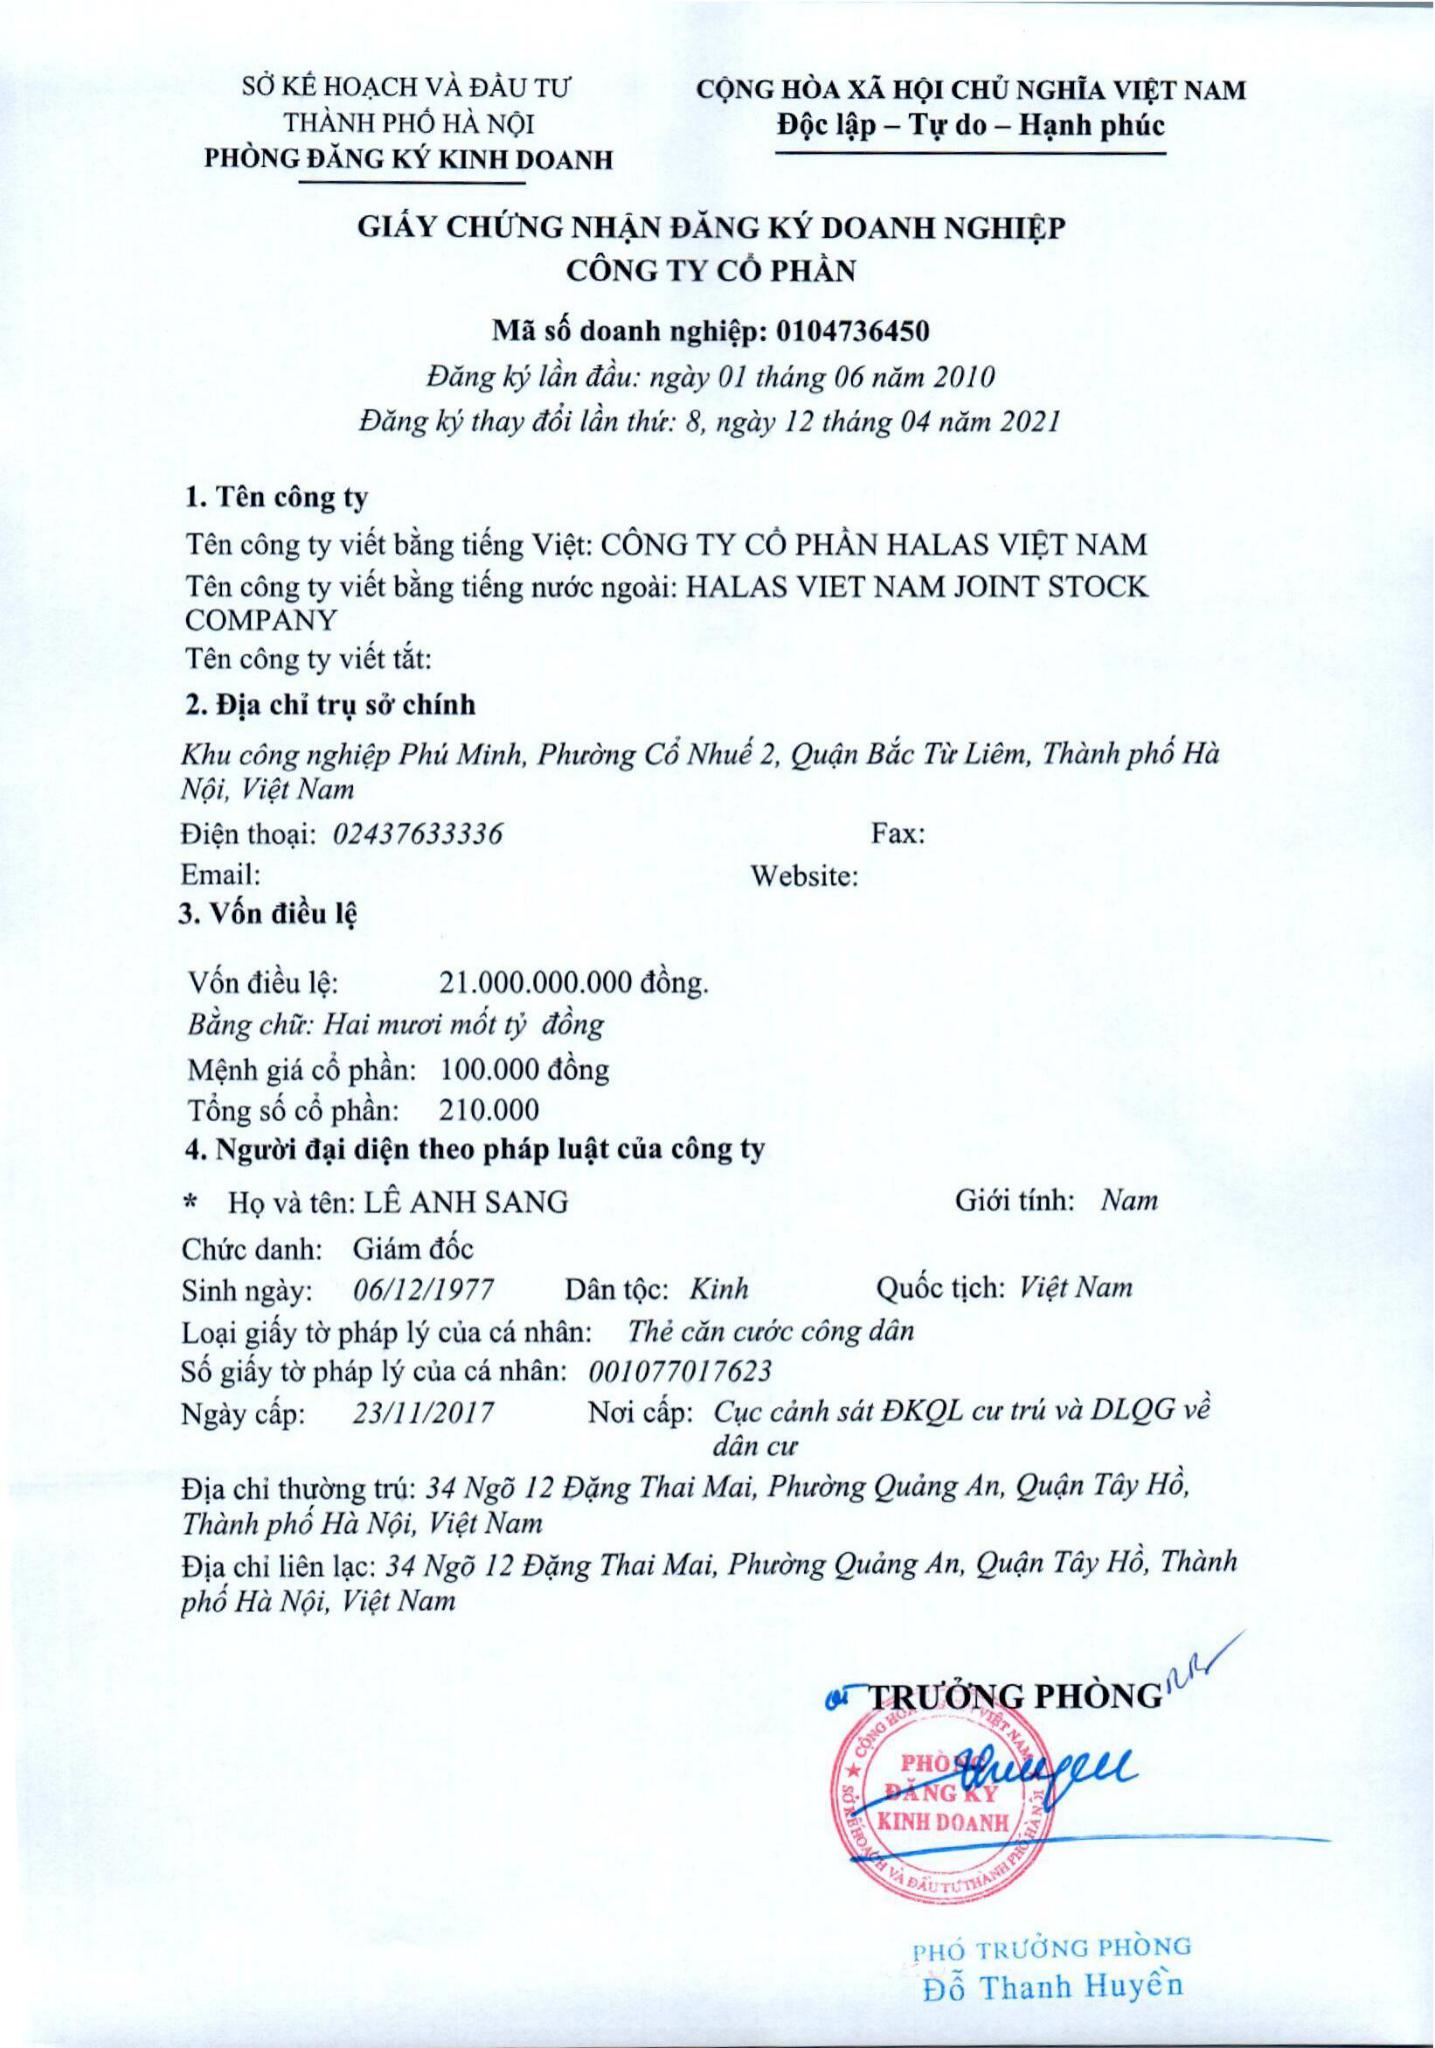 SỞ KẾ HOẠCH VÀ ĐẦU TƯ
THÀNH PHỐ HÀ NỘI
PHÒNG ĐĂNG KÝ KINH DOANH
CỘNG HÒA XÃ HỘI CHỦ NGHĨA VIỆT NAM
Độc lập – Tự do – Hạnh phúc
GIẤY CHỨNG NHẬN ĐĂNG KÝ DOANH NGHIỆP
CÔNG TY CỔ PHẦN
Mã số doanh nghiệp: 0104736450
Đăng ký lần đầu: ngày 01 tháng 06 năm 2010
Đăng ký thay đổi lần thứ: 8, ngày 12 tháng 04 năm 2021
1. Tên công ty
Tên công ty viết bằng tiếng Việt: CÔNG TY CỔ PHẦN HALAS VIỆT NAM
Tên công ty viết bằng tiếng nước ngoài: HALAS VIET NAM JOINT STOCK
COMPANY
Tên công ty viết tắt:
2. Địa chỉ trụ sở chính
Khu công nghiệp Phú Minh, Phường Cổ Nhuế 2, Quận Bắc Từ Liêm, Thành phố Hà
Nội, Việt Nam
Điện thoại: 02437633336 Fax:
Email: Website:
3. Vốn điều lệ
Vốn điều lệ: 21.000.000.000 đồng.
Bằng chữ: Hai mươi mốt tỷ đồng
Mệnh giá cổ phần: 100.000 đồng
Tổng số cổ phần: 210.000
4. Người đại diện theo pháp luật của công ty
* Họ và tên: LÊ ANH SANG Giới tính: Nam
Chức danh: Giám đốc
Sinh ngày: 06/12/1977 Dân tộc: Kinh Quốc tịch: Việt Nam
Loại giấy tờ pháp lý của cá nhân: Thẻ căn cước công dân
Số giấy tờ pháp lý của cá nhân: 001077017623
Ngày cấp: 23/11/2017 Nơi cấp: Cục cảnh sát ĐKQL cư trú và DLQG về
dân cư
Địa chỉ thường trú: 34 Ngõ 12 Đặng Thai Mai, Phường Quảng An, Quận Tây Hồ,
Thành phố Hà Nội, Việt Nam
Địa chỉ liên lạc: 34 Ngõ 12 Đặng Thai Mai, Phường Quảng An, Quận Tây Hồ, Thành
phố Hà Nội, Việt Nam
TRƯỞNG PHÒNG
CỘNG HÒA VIỆT NAM
PHÒNG
ĐĂNG KÝ
KINH DOANH
SỞ KẾ HOẠCH VÀ ĐẦU TƯ THÀNH PHỐ HÀ NỘI
PHÓ TRƯỞNG PHÒNG
Đỗ Thanh Huyền